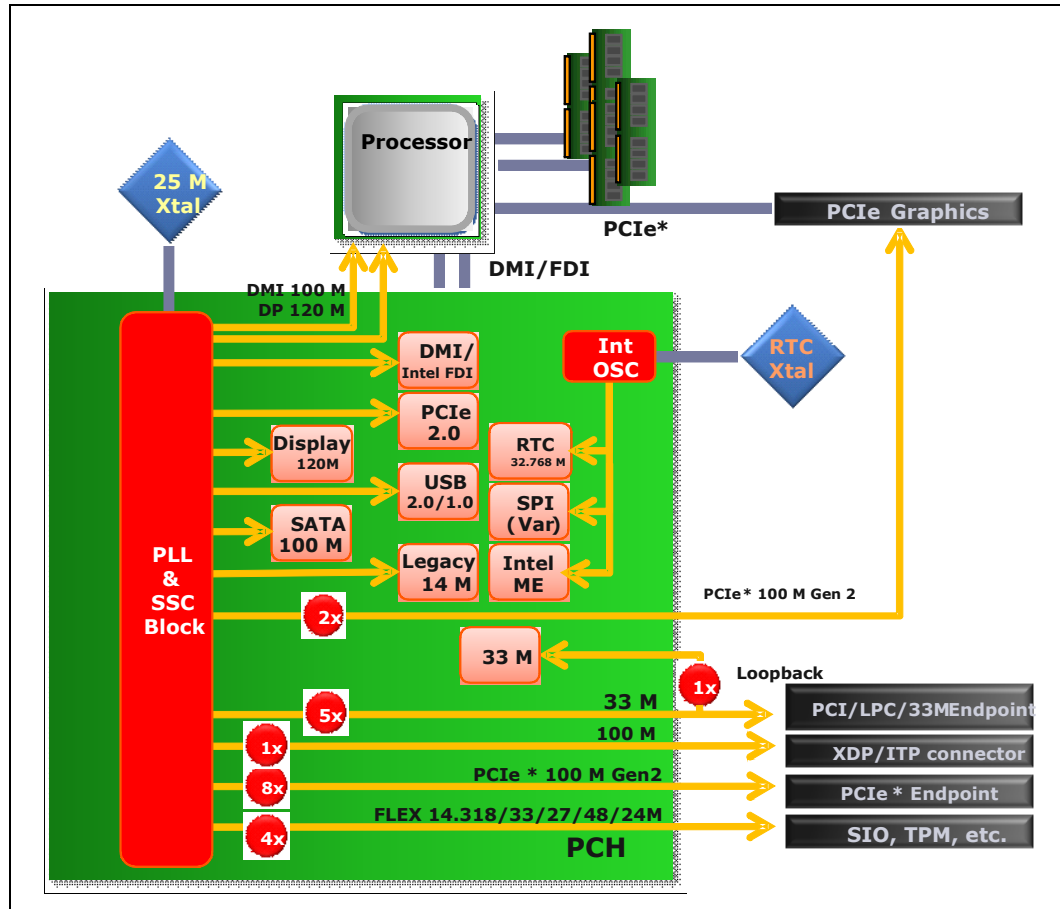 Processor
25 M
Xtal
PCIe Graphics
PCIe*
DMI/FDI
DMI 100 M
DP 120 M
DMI/
Intel FDI
Int
OSC
RTC
Xtal
PCIe
2.0
Display
120M
RTC
32.768 M
USB
2.0/1.0
SPI
(Var)
SATA
100 M
Legacy
14 M
Intel
ME
PLL
&
SSC
Block
2x
PCIe* 100 M Gen 2
33 M
Loopback
1x
5x
33 M
PCI/LPC/33MEndpoint
1x
100 M
XDP/ITP connector
8x
PCIe * 100 M Gen2
PCIe* Endpoint
4x
FLEX 14.318/33/27/48/24M
SIO, TPM, etc.
PCH